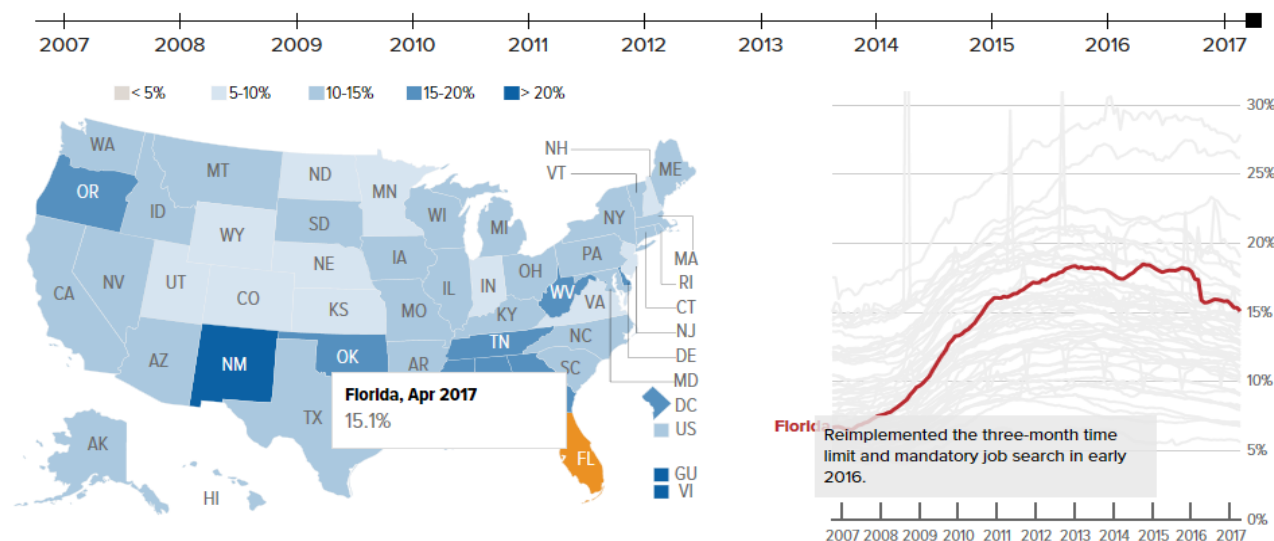 2007 2008 2009 2010 2011 2012 2013 2014 2015 2016 2017
< 5% 5-10% 10-15% 15-20% > 20%
30%
25%
20%
15%
10%
5%
0%
WA
MT
ND
MN
OR
ID
SD
WI
MI
NY
ME
NH
VT
WY
IA
PA
NE
NV
UT
CO
IL
IN
OH
MA
RI
CA
KS
MO
WV
VA
CT
KY
NJ
AZ
NM
OK
AR
TN
NC
SC
DE
MD
TX
Florida, Apr 2017
15.1%
DC
US
AK
HI
FL
GU
VI
Florida
Reimplemented the three-month time
limit and mandatory job search in early
2016.
2007 2008 2009 2010 2011 2012 2013 2014 2015 2016 2017